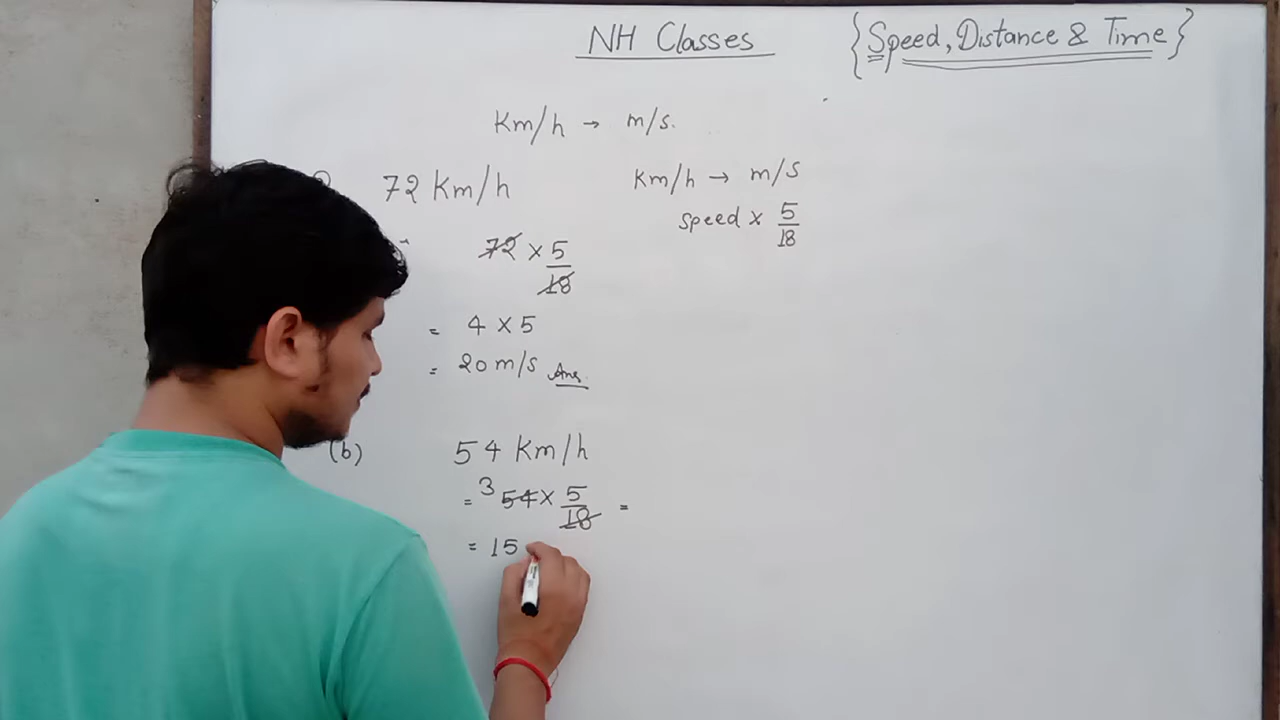 NH Classes {Speed, Distance & Time}
Km/h → m/s.
72 Km/h
Km/h → m/s
Speed × 5/18
72 × 5/18
= 4 × 5
= 20 m/s Ans.
(b) 54 Km/h
= 3 54 × 5/18 =
= 15